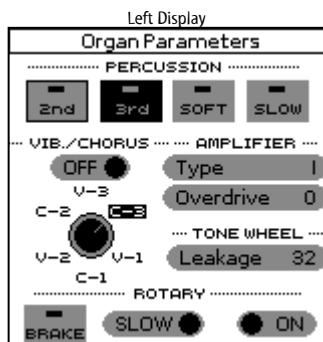 Left Display
Organ Parameters
PERCUSSION
2nd 3rd SOFT SLOW
VIB./CHORUS AMPLIFIER
OFF Type I
V-3 Overdrive 0
C-2 C-3
TONE WHEEL
V-2 V-1 Leakage 32
C-1
ROTARY
BRAKE SLOW ON